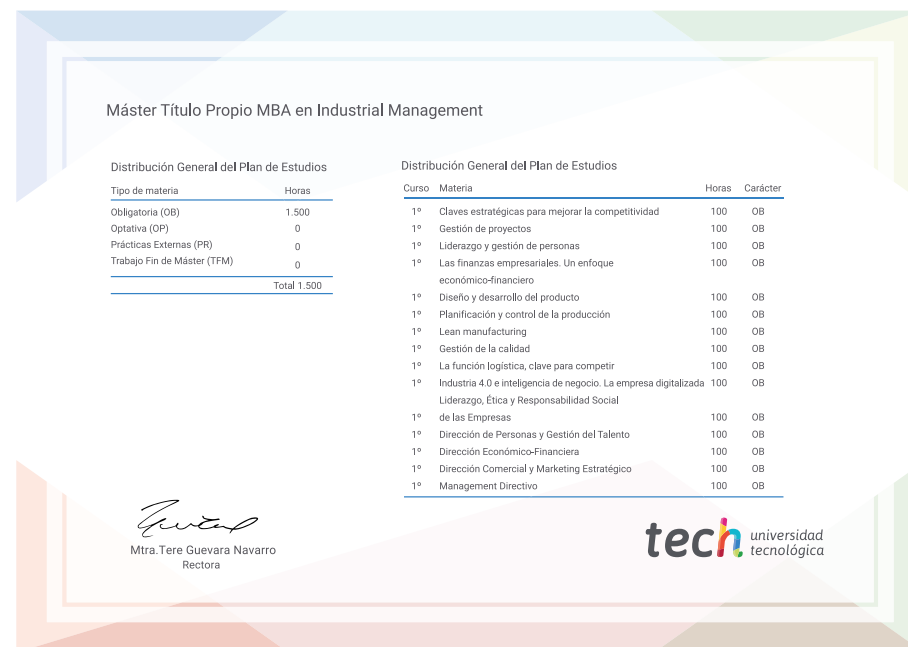 Máster Título Propio MBA en Industrial Management
Distribución General del Plan de Estudios
Tipo de materia Horas
Obligatoria (OB) 1.500
Optativa (OP) 0
Prácticas Externas (PR) 0
Trabajo Fin de Máster (TFM) 0
Total 1.500
Distribución General del Plan de Estudios
Curso Materia Horas Carácter
1º Claves estratégicas para mejorar la competitividad 100 OB
1º Gestión de proyectos 100 OB
1º Liderazgo y gestión de personas 100 OB
1º Las finanzas empresariales. Un enfoque 100 OB
económico-financiero
1º Diseño y desarrollo del producto 100 OB
1º Planificación y control de la producción 100 OB
1º Lean manufacturing 100 OB
1º Gestión de la calidad 100 OB
1º La función logística, clave para competir 100 OB
1º Industria 4.0 e inteligencia de negocio. La empresa digitalizada 100 OB
Liderazgo, Ética y Responsabilidad Social
1º de las Empresas 100 OB
1º Dirección de Personas y Gestión del Talento 100 OB
1º Dirección Económico-Financiera 100 OB
1º Dirección Comercial y Marketing Estratégico 100 OB
1º Management Directivo 100 OB
Mtra.Tere Guevara Navarro
Rectora
tech universidad
tecnológica